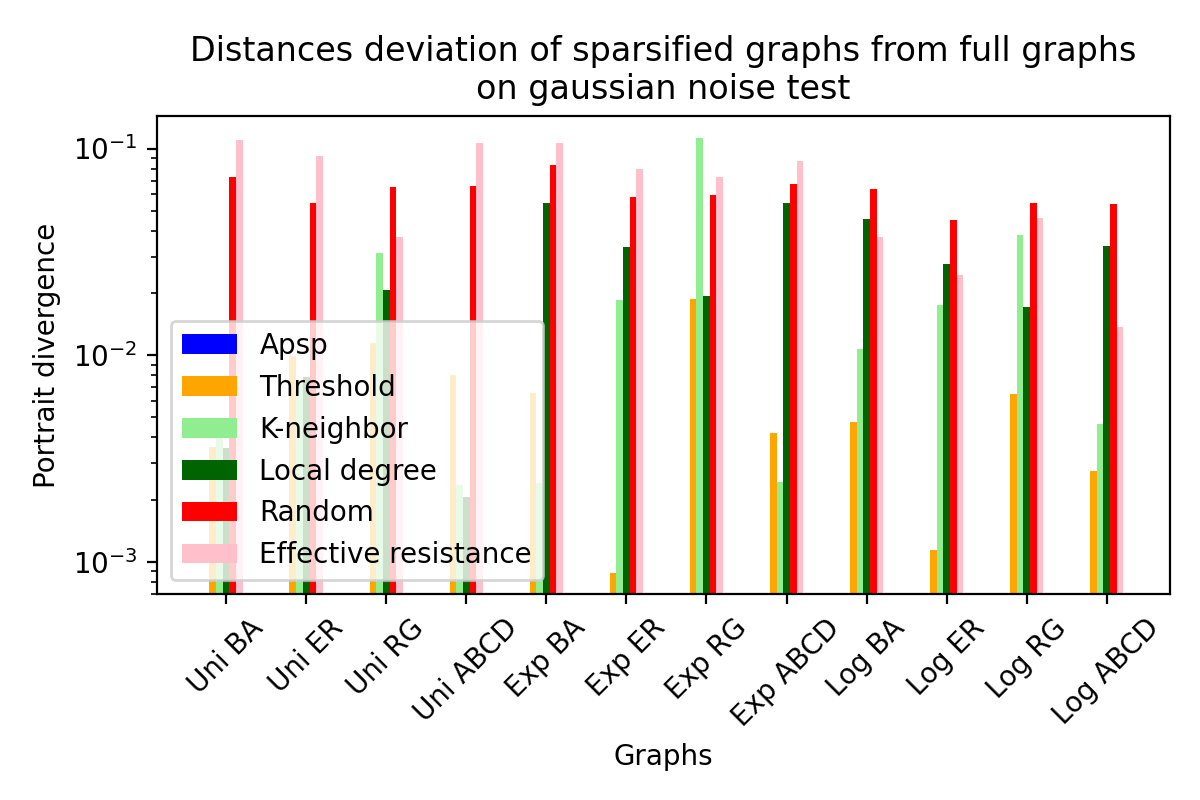 Distances deviation of sparsified graphs from full graphs
on gaussian noise test
Portrait divergence
10⁻¹
10⁻²
10⁻³
Apsp
Threshold
K-neighbor
Local degree
Random
Effective resistance
Uni BA
Uni ER
Uni RG
Uni ABCD
Exp BA
Exp ER
Exp RG
Exp ABCD
Log BA
Log ER
Log RG
Log ABCD
Graphs